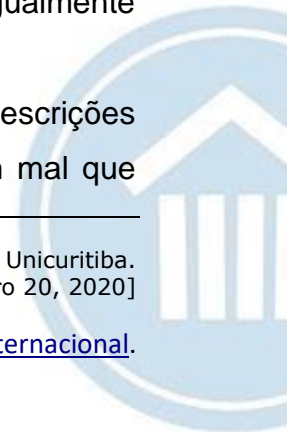 gualmente
escrições
mal que
Unicuritiba.
ro 20, 2020]
ternacional.